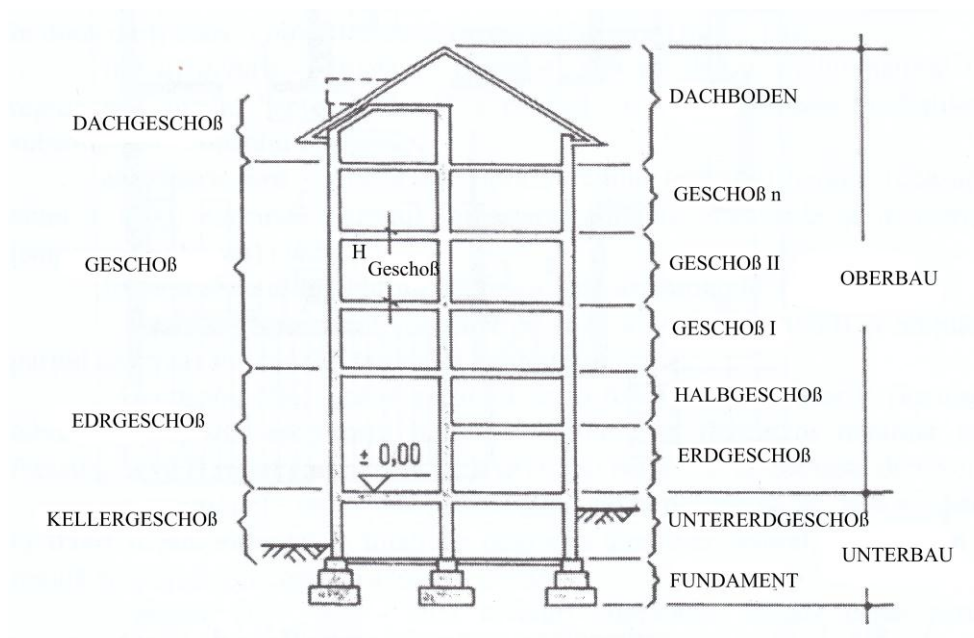 DACHBODEN
DACHGESCHOß
GESCHOß n
H
Geschoß
GESCHOß
GESCHOß II
OBERBAU
GESCHOß I
HALBGESCHOß
EDRGESCHOß
± 0,00
ERDGESCHOß
KELLERGESCHOß
UNTERERDGESCHOß
UNTERBAU
FUNDAMENT